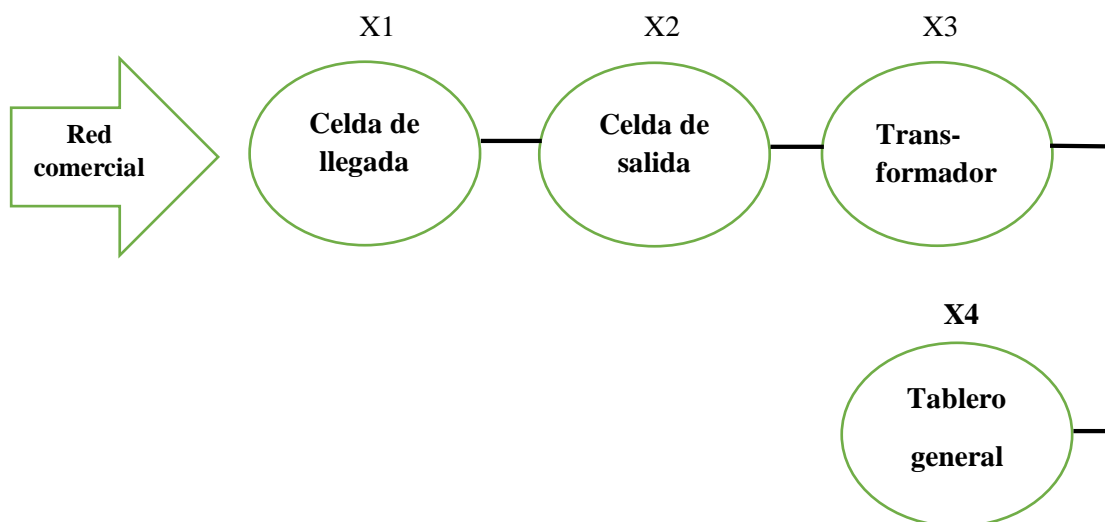 X1
X2
X3
Red
comercial
Celda de
llegada
Celda de
salida
Trans-
formador
X4
Tablero
general